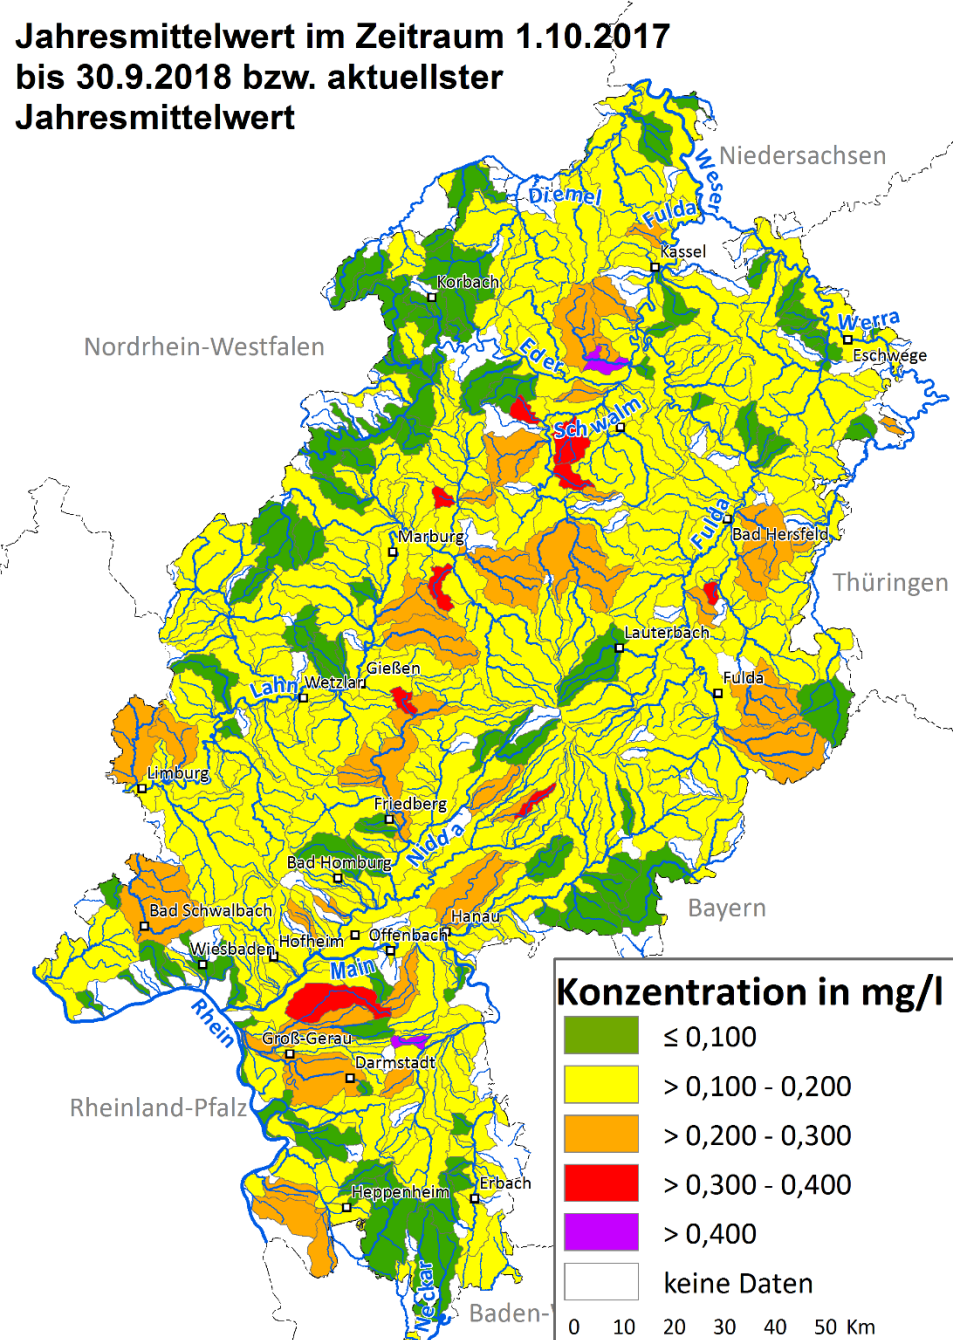 Jahresmittelwert im Zeitraum 1.10.2017
bis 30.9.2018 bzw. aktuellster
Jahresmittelwert
Niedersachsen
Weser
Diemel
Fulda
Kassel
Korbach
Werra
Nordrhein-Westfalen
Eder
Eschwege
Schwalm
Fulda
Bad Hersfeld
Marburg
Thüringen
Lauterbach
Gießen
Lahn
Wetzlar
Fulda
Limburg
Friedberg
Nidda
Bad Homburg
Bad Schwalbach
Bayern
Hanau
Offenbach
Hofheim
Wiesbaden
Main
Rhein
Groß-Gerau
Darmstadt
Rheinland-Pfalz
Erbach
Heppenheim
Neckar
Baden-
Konzentration in mg/l
≤ 0,100
> 0,100 - 0,200
> 0,200 - 0,300
> 0,300 - 0,400
> 0,400
keine Daten
0 10 20 30 40 50 Km